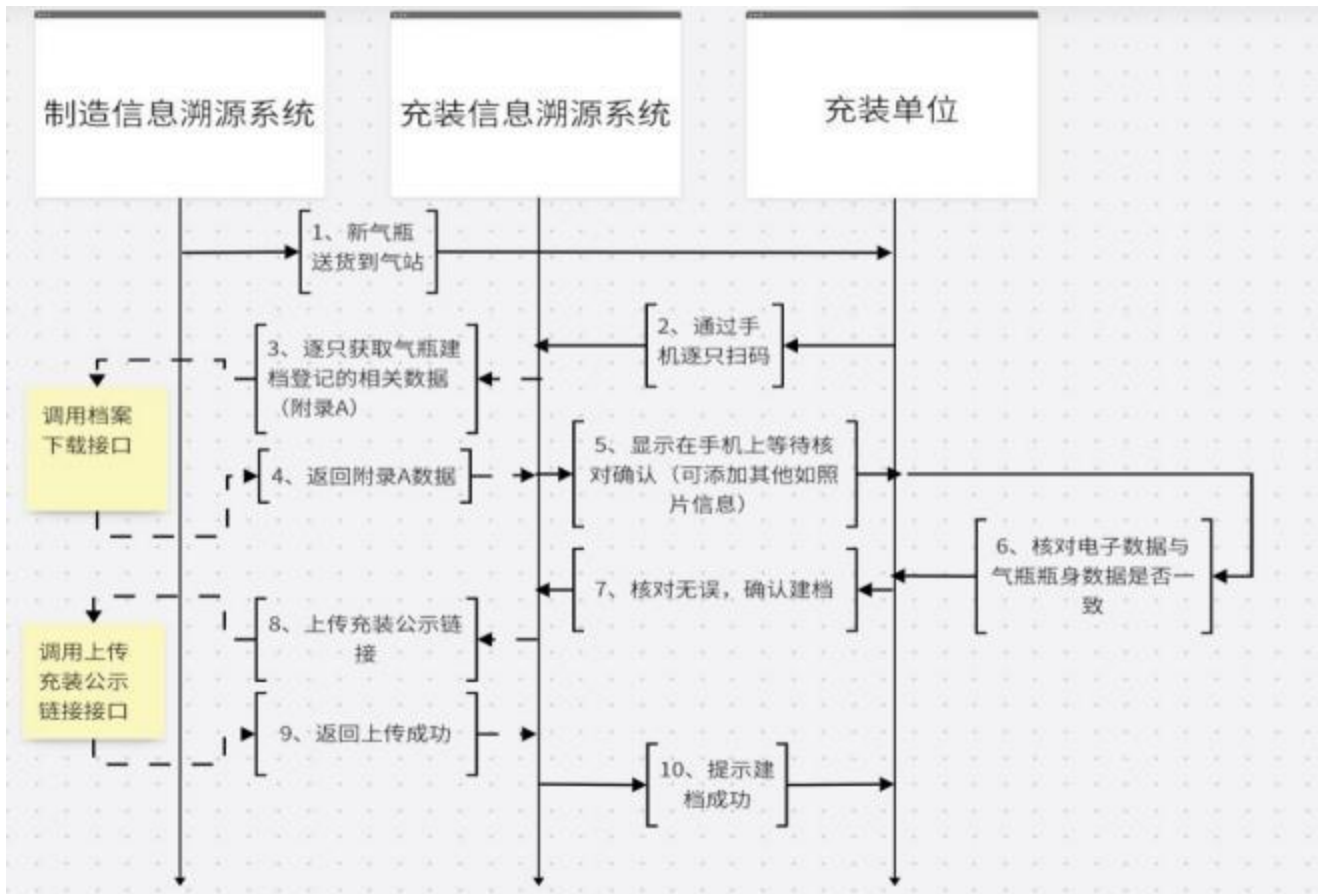 制造信息溯源系统
充装信息溯源系统
充装单位
1、新气瓶
送货到气站
2、通过手
机逐只扫码
3、逐只获取气瓶建
档登记的相关数据
（附录A）
调用档案
下载接口
4、返回附录A数据
5、显示在手机上等待核
对确认（可添加其他如照
片信息）
6、核对电子数据与
气瓶瓶身数据是否一
致
7、核对无误，确认建档
8、上传充装公示链
接
调用上传
充装公示
链接接口
9、返回上传成功
10、提示建
档成功